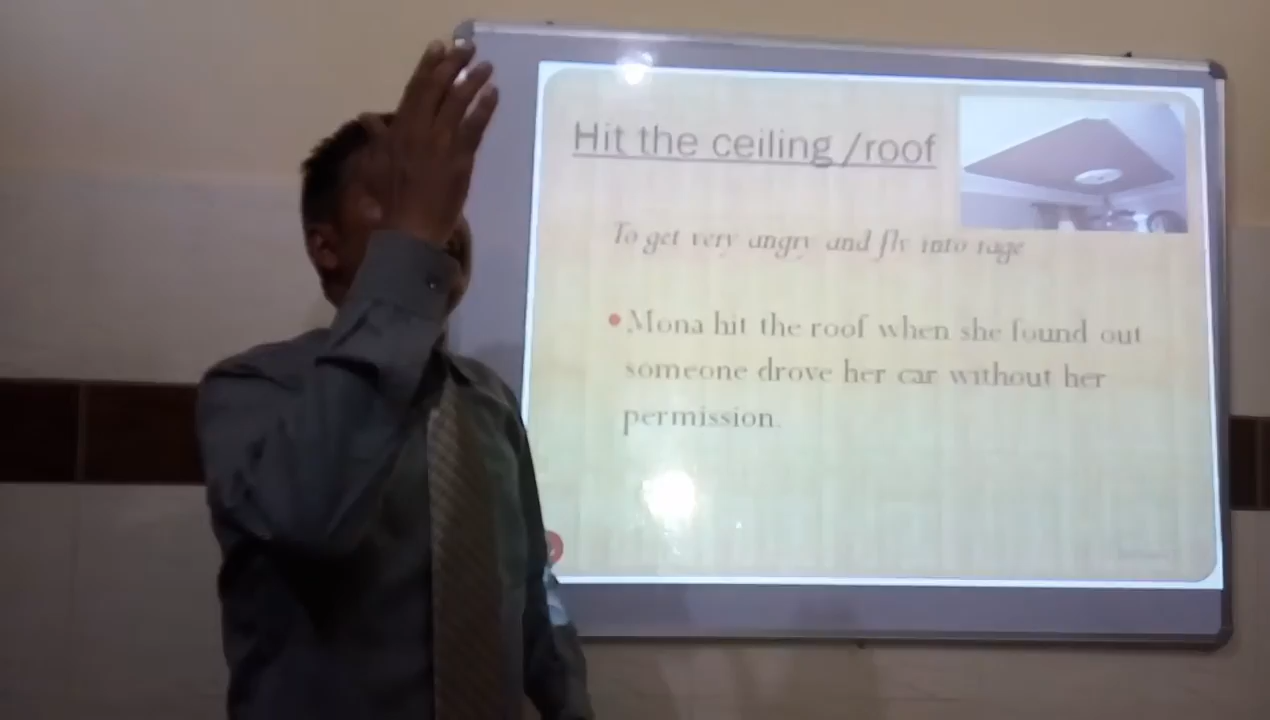 Hit the ceiling /roof
To get very angry and fly into rage
Mona hit the roof when she found out
someone drove her car without her
permission.